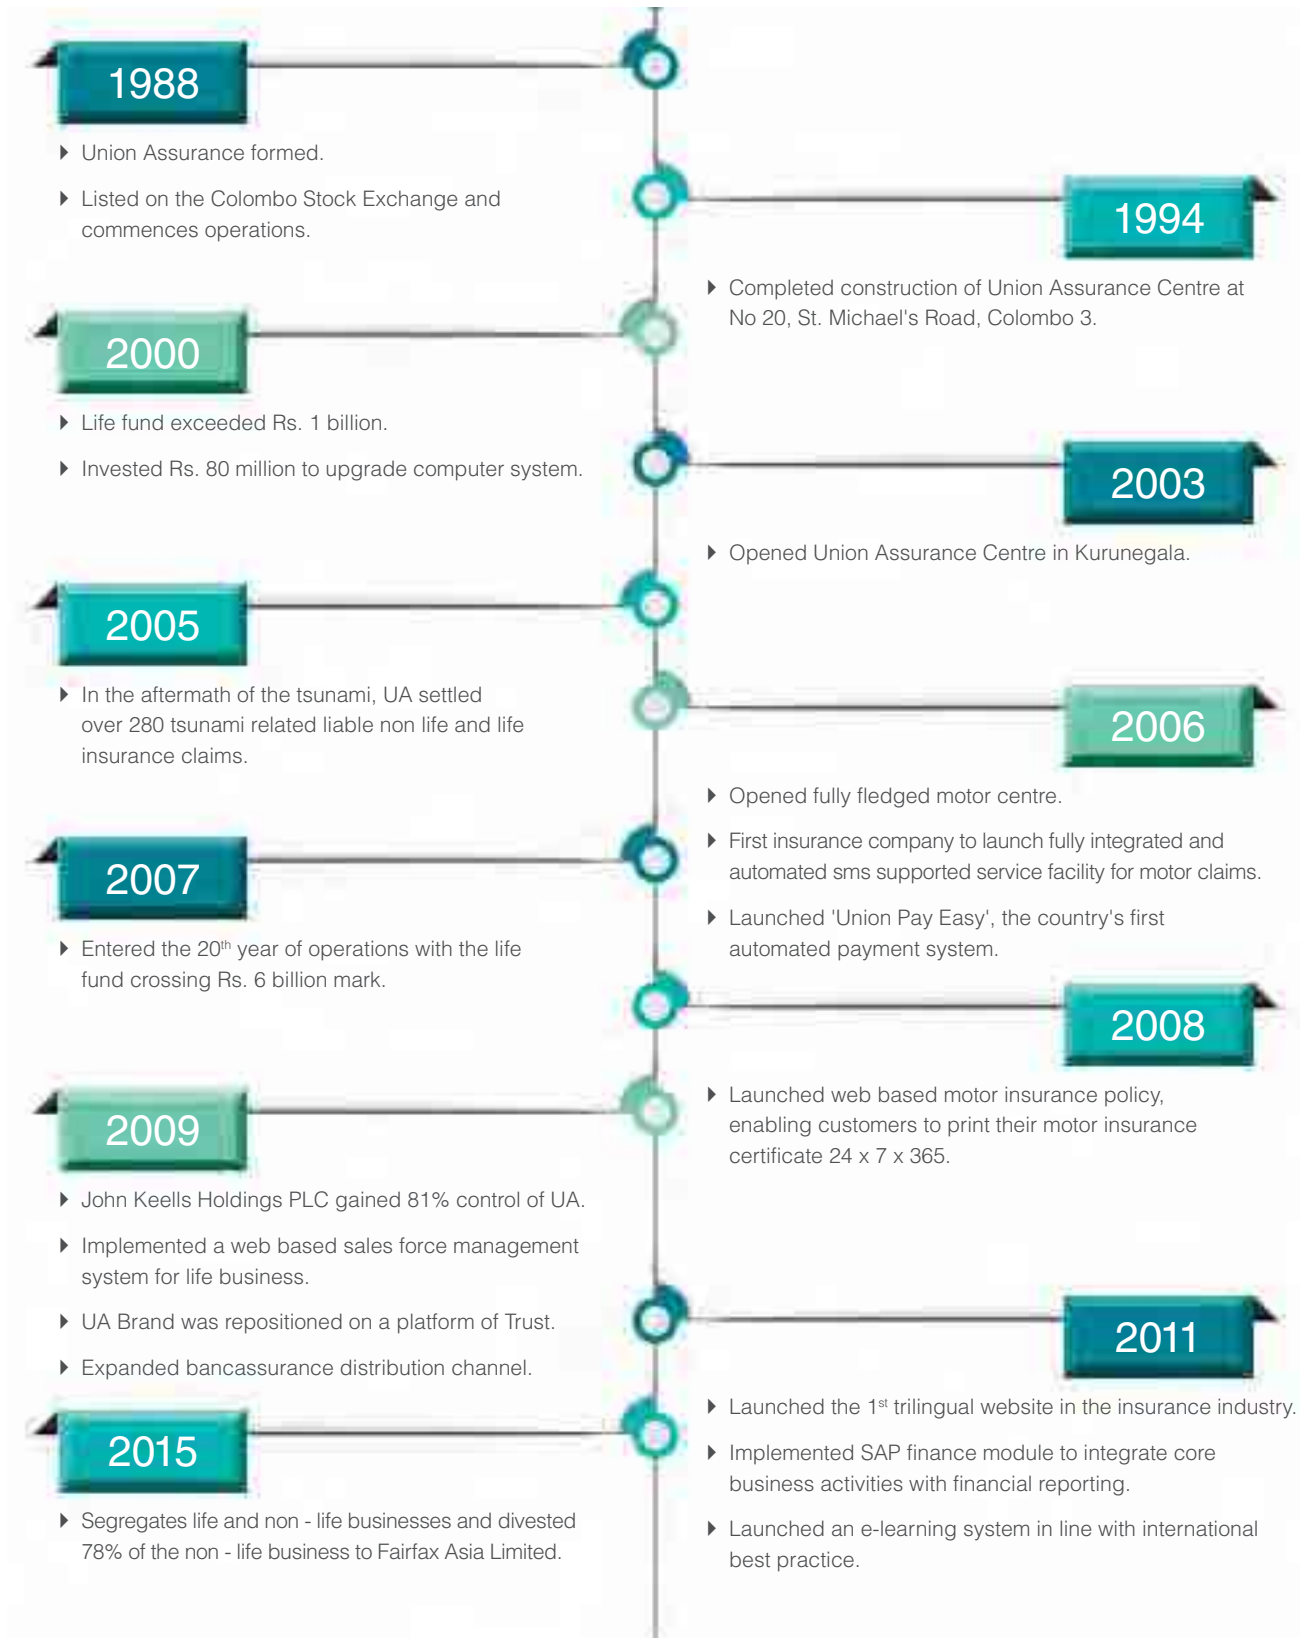 1988
Union Assurance formed.
Listed on the Colombo Stock Exchange and
commences operations.
1994
Completed construction of Union Assurance Centre at
No 20, St. Michael's Road, Colombo 3.
2000
Life fund exceeded Rs. 1 billion.
Invested Rs. 80 million to upgrade computer system.
2003
Opened Union Assurance Centre in Kurunegala.
2005
In the aftermath of the tsunami, UA settled
over 280 tsunami related liable non life and life
insurance claims.
2006
Opened fully fledged motor centre.
First insurance company to launch fully integrated and
automated sms supported service facility for motor claims.
Launched 'Union Pay Easy', the country's first
automated payment system.
2007
Entered the 20th year of operations with the life
fund crossing Rs. 6 billion mark.
2008
Launched web based motor insurance policy,
enabling customers to print their motor insurance
certificate 24 x 7 x 365.
2009
John Keells Holdings PLC gained 81% control of UA.
Implemented a web based sales force management
system for life business.
UA Brand was repositioned on a platform of Trust.
Expanded bancassurance distribution channel.
2011
Launched the 1st trilingual website in the insurance industry.
Implemented SAP finance module to integrate core
business activities with financial reporting.
Launched an e-learning system in line with international
best practice.
2015
Segregates life and non - life businesses and divested
78% of the non - life business to Fairfax Asia Limited.